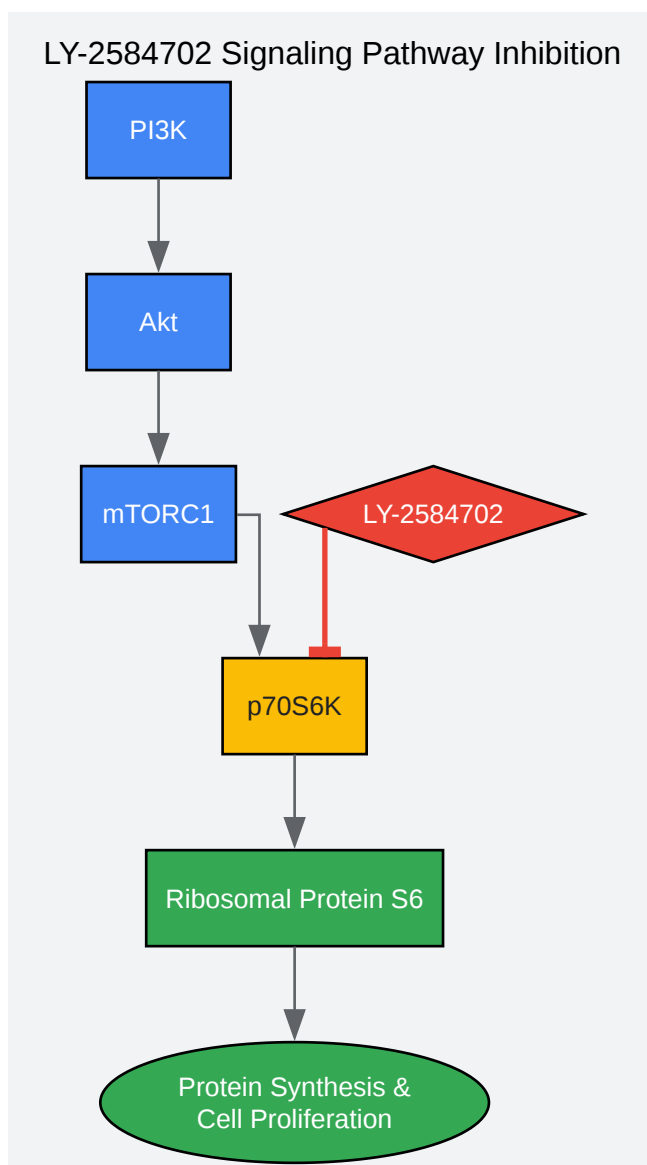 LY-2584702 Signaling Pathway Inhibition
PI3K
Akt
mTORC1
LY-2584702
p70S6K
Ribosomal Protein S6
Protein Synthesis &
Cell Proliferation